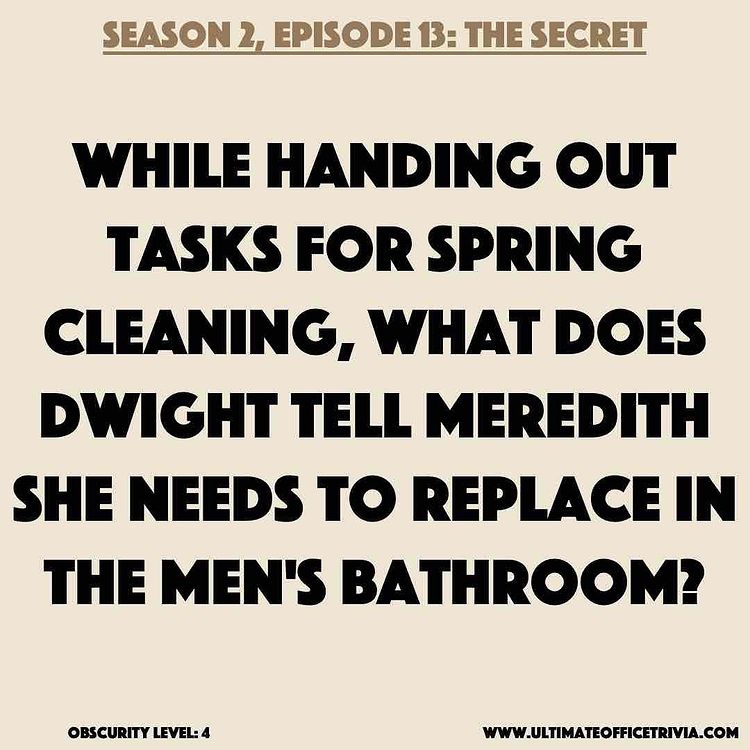 SEASON 2, EPISODE 13: THE SECRET
WHILE HANDING OUT
TASKS FOR SPRING
CLEANING, WHAT DOES
DWIGHT TELL MEREDITH
SHE NEEDS TO REPLACE IN
THE MEN'S BATHROOM?
OBSCURITY LEVEL: 4
WWW.ULTIMATEOFFICETRIVIA.COM